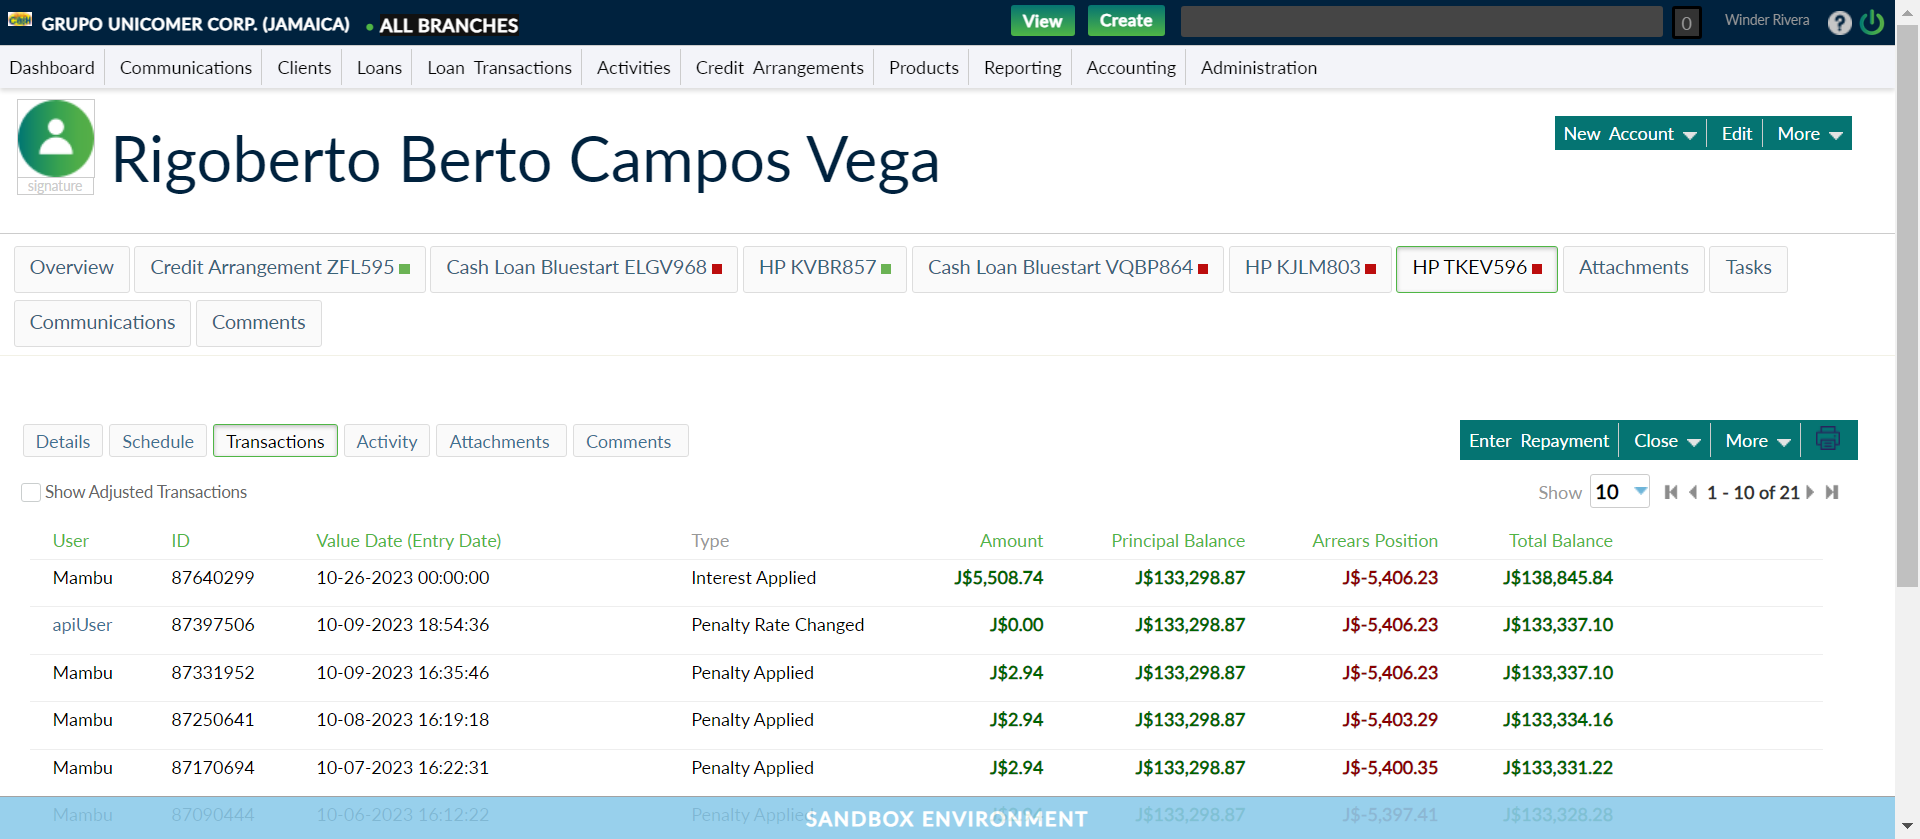 Cash GRUPO UNICOMER CORP. (JAMAICA) ALL BRANCHES View Create 0 Winder Rivera ?
Dashboard Communications Clients Loans Loan Transactions Activities Credit Arrangements Products Reporting Accounting Administration
signature
Rigoberto Berto Campos Vega
New Account Edit More
Overview Credit Arrangement ZFL595 Cash Loan Bluestart ELGV968 HP KVBR857 Cash Loan Bluestart VQBP864 HP KJLM803 HP TKEV596 Attachments Tasks
Communications Comments
Details Schedule Transactions Activity Attachments Comments Enter Repayment Close More
Show Adjusted Transactions Show 10 1 - 10 of 21
User ID Value Date (Entry Date) Type Amount Principal Balance Arrears Position Total Balance
Mambu 87640299 10-26-2023 00:00:00 Interest Applied J$5,508.74 J$133,298.87 J$-5,406.23 J$138,845.84
apiUser 87397506 10-09-2023 18:54:36 Penalty Rate Changed J$0.00 J$133,298.87 J$-5,406.23 J$133,337.10
Mambu 87331952 10-09-2023 16:35:46 Penalty Applied J$2.94 J$133,298.87 J$-5,406.23 J$133,337.10
Mambu 87250641 10-08-2023 16:19:18 Penalty Applied J$2.94 J$133,298.87 J$-5,403.29 J$133,334.16
Mambu 87170694 10-07-2023 16:22:31 Penalty Applied J$2.94 J$133,298.87 J$-5,400.35 J$133,331.22
Mambu 87090444 10-06-2023 16:12:22 Penalty J$133,298.87 J$-5,397.41 J$133,328.28
SANDBOX ENVIRONMENT